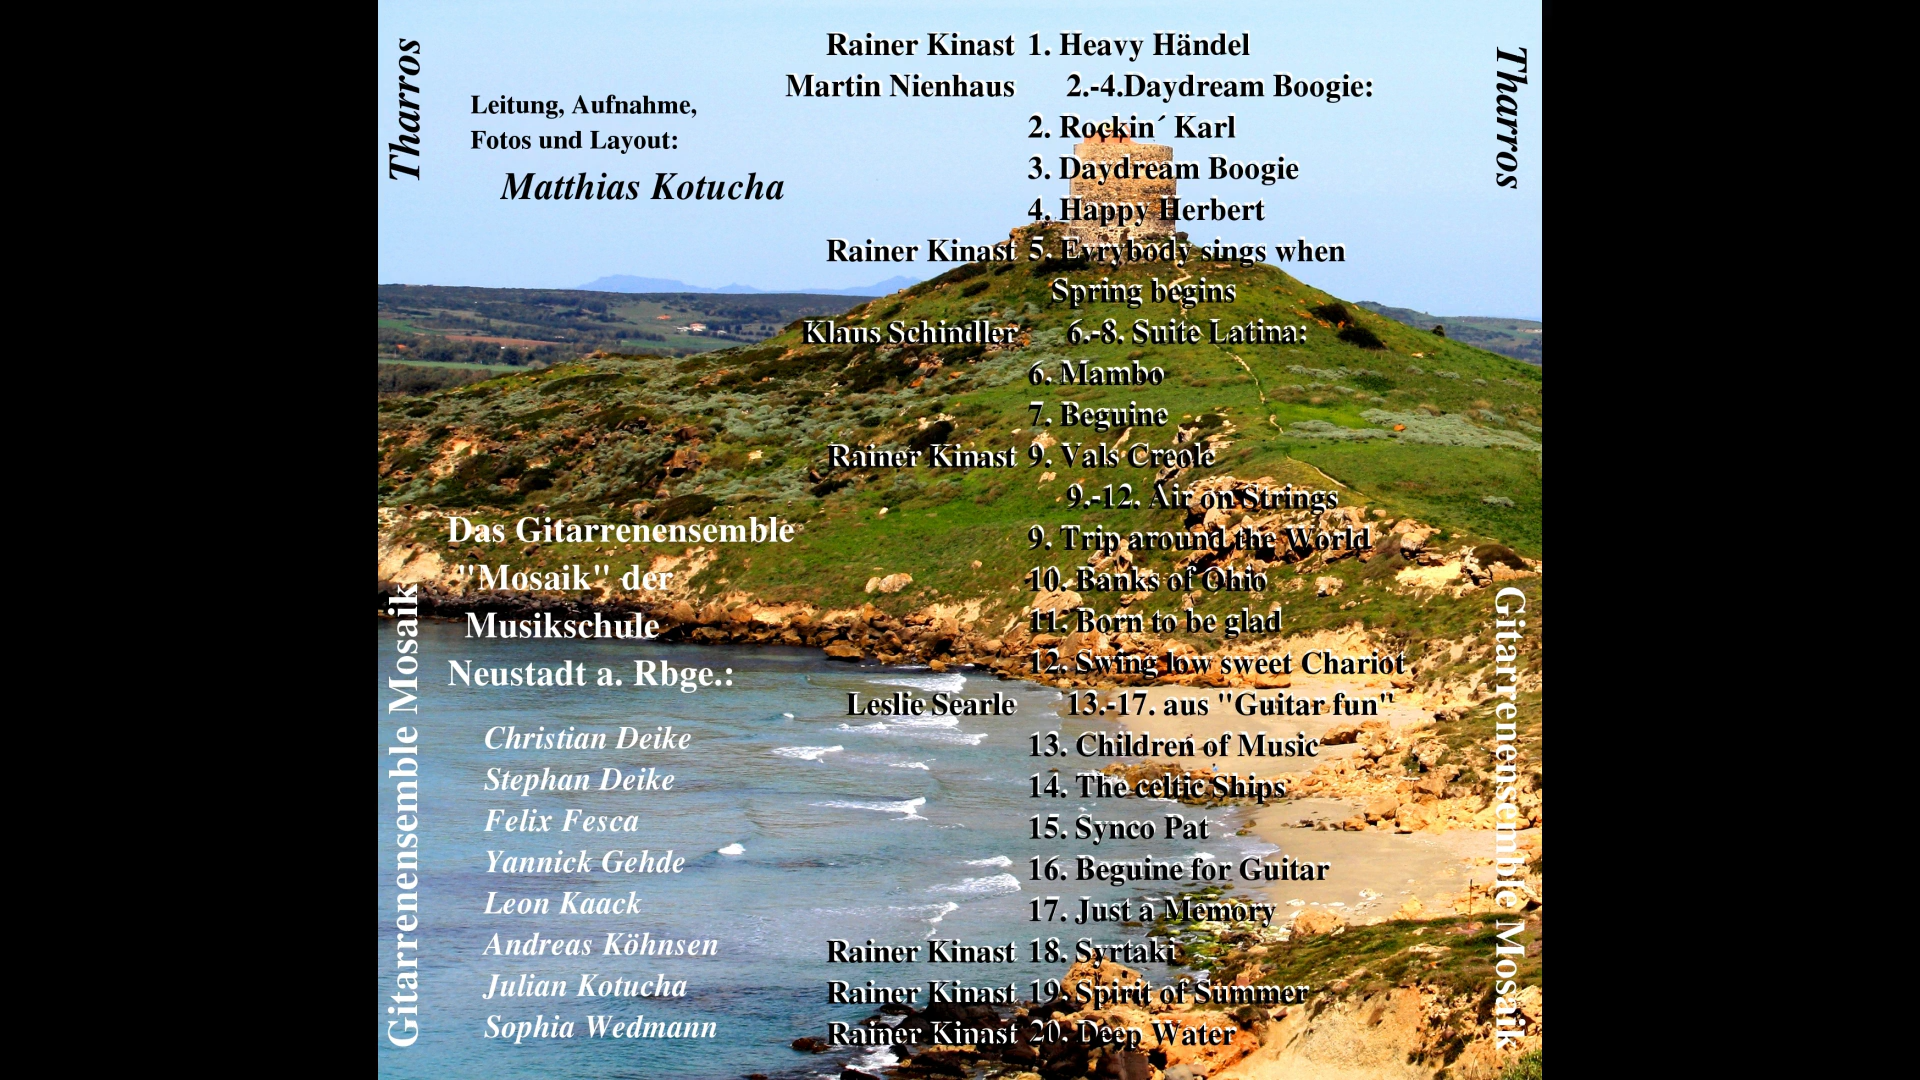 Tharros
Gitarrenensemble Mosaik
Leitung, Aufnahme,
Fotos und Layout:
Matthias Kotucha
Das Gitarrenensemble
"Mosaik" der
Musikschule
Neustadt a. Rbge.:
Christian Deike
Stephan Deike
Felix Fesca
Yannick Gehde
Leon Kaack
Andreas Köhnsen
Julian Kotucha
Sophia Wedmann
Rainer Kinast 1. Heavy Händel
Martin Nienhaus 2.-4.Daydream Boogie:
2. Rockin´ Karl
3. Daydream Boogie
4. Happy Herbert
Rainer Kinast 5. Evrybody sings when
Spring begins
Klaus Schindler 6.-8. Suite Latina:
6. Mambo
7. Beguine
Rainer Kinast 9. Vals Creole
9.-12. Air on Strings
9. Trip around the World
10. Banks of Ohio
11. Born to be glad
12. Swing low sweet Chariot
Leslie Searle 13.-17. aus "Guitar fun"
13. Children of Music
14. The celtic Ships
15. Synco Pat
16. Beguine for Guitar
17. Just a Memory
Rainer Kinast 18. Syrtaki
Rainer Kinast 19. Spirit of Summer
Rainer Kinast 20. Deep Water
Tharros
Gitarrenensemble Mosaik